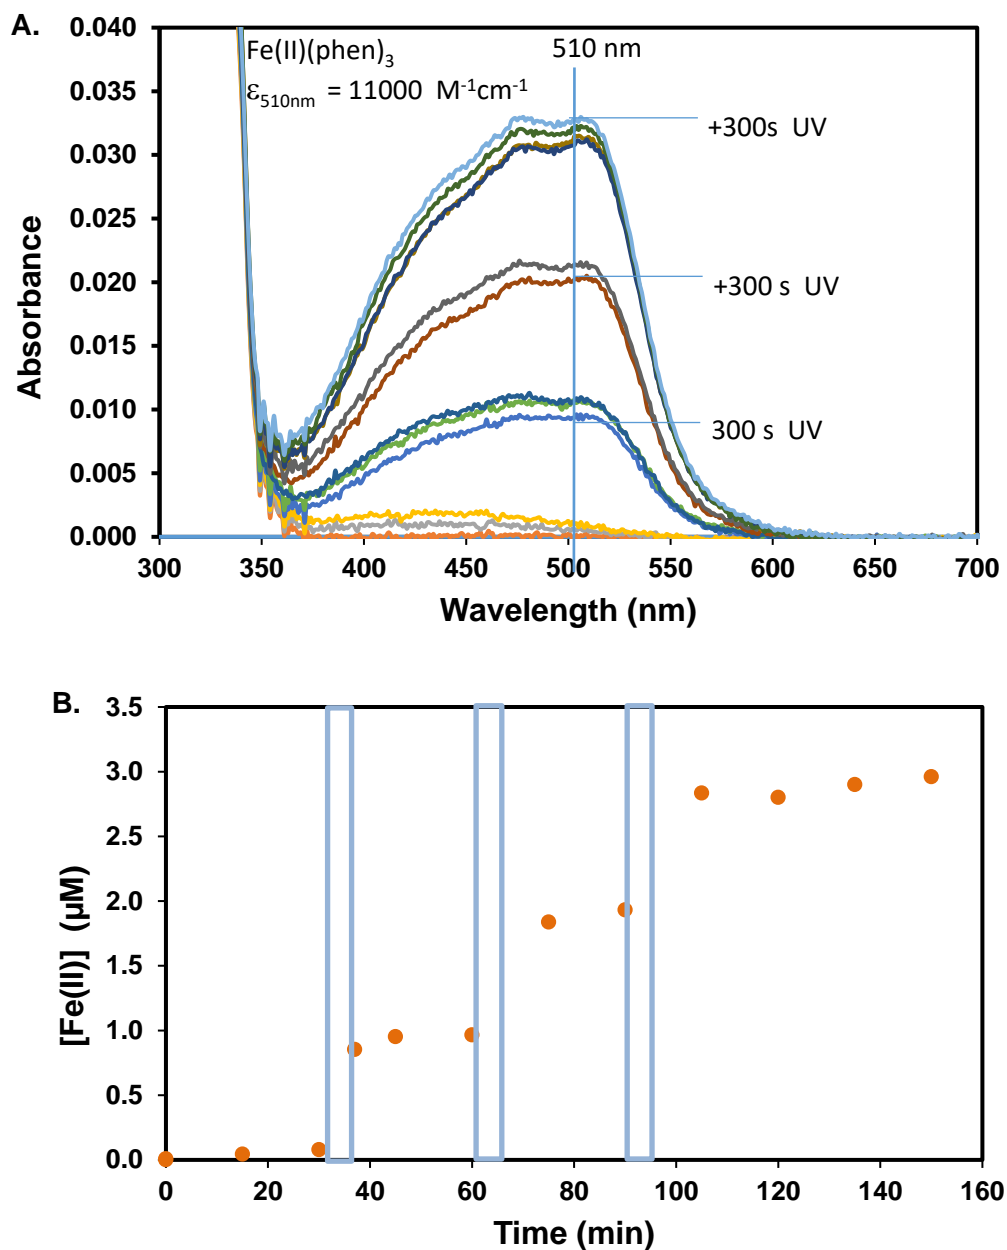 A.
Fe(II)(phen)₃
ε₅₁₀ₙₘ = 11000 M⁻¹cm⁻¹
510 nm
+300s UV
+300 s UV
300 s UV
0.040
0.035
0.030
0.025
0.020
0.015
0.010
0.005
0.000
Absorbance
300 350 400 450 500 550 600 650 700
Wavelength (nm)
B.
3.5
3.0
2.5
2.0
1.5
1.0
0.5
0.0
[Fe(II)] (µM)
0 20 40 60 80 100 120 140 160
Time (min)